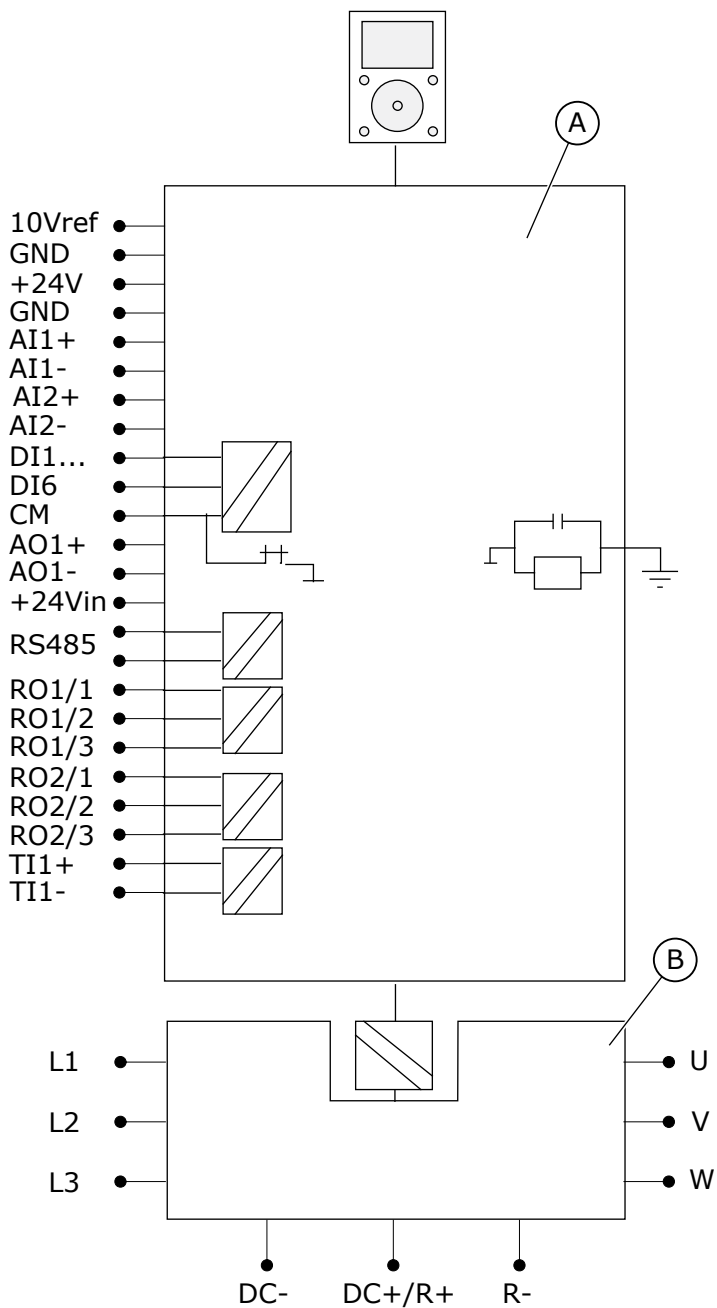 A
10Vref
GND
+24V
GND
AI1+
AI1-
AI2+
AI2-
DI1...
DI6
CM
AO1+
AO1-
+24Vin
RS485
RO1/1
RO1/2
RO1/3
RO2/1
RO2/2
RO2/3
TI1+
TI1-
B
L1
U
L2
V
L3
W
DC-
DC+/R+
R-